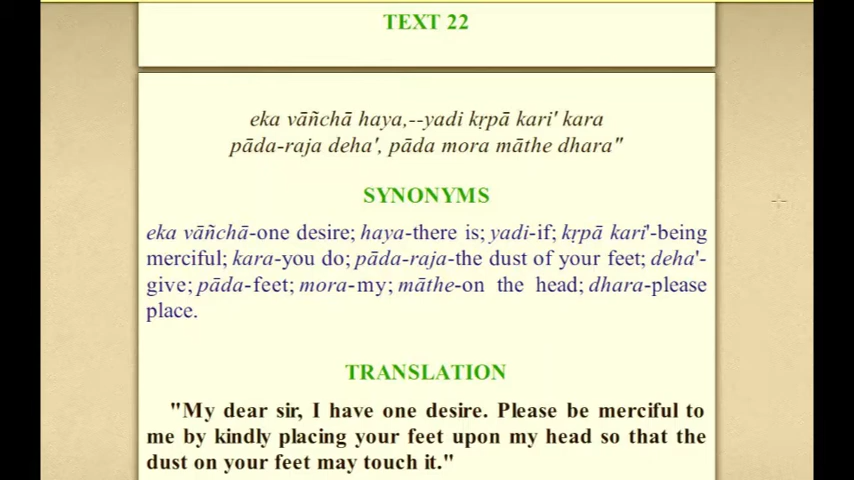 TEXT 22
eka vāñchā haya,--yadi kṛpā kari' kara
pāda-raja deha', pāda mora māthe dhara"
SYNONYMS
eka vāñchā-one desire; haya-there is; yadi-if; kṛpā kari'-being
merciful; kara-you do; pāda-raja-the dust of your feet; deha'-
give; pāda-feet; mora-my; māthe-on the head; dhara-please
place.
TRANSLATION
"My dear sir, I have one desire. Please be merciful to
me by kindly placing your feet upon my head so that the
dust on your feet may touch it."